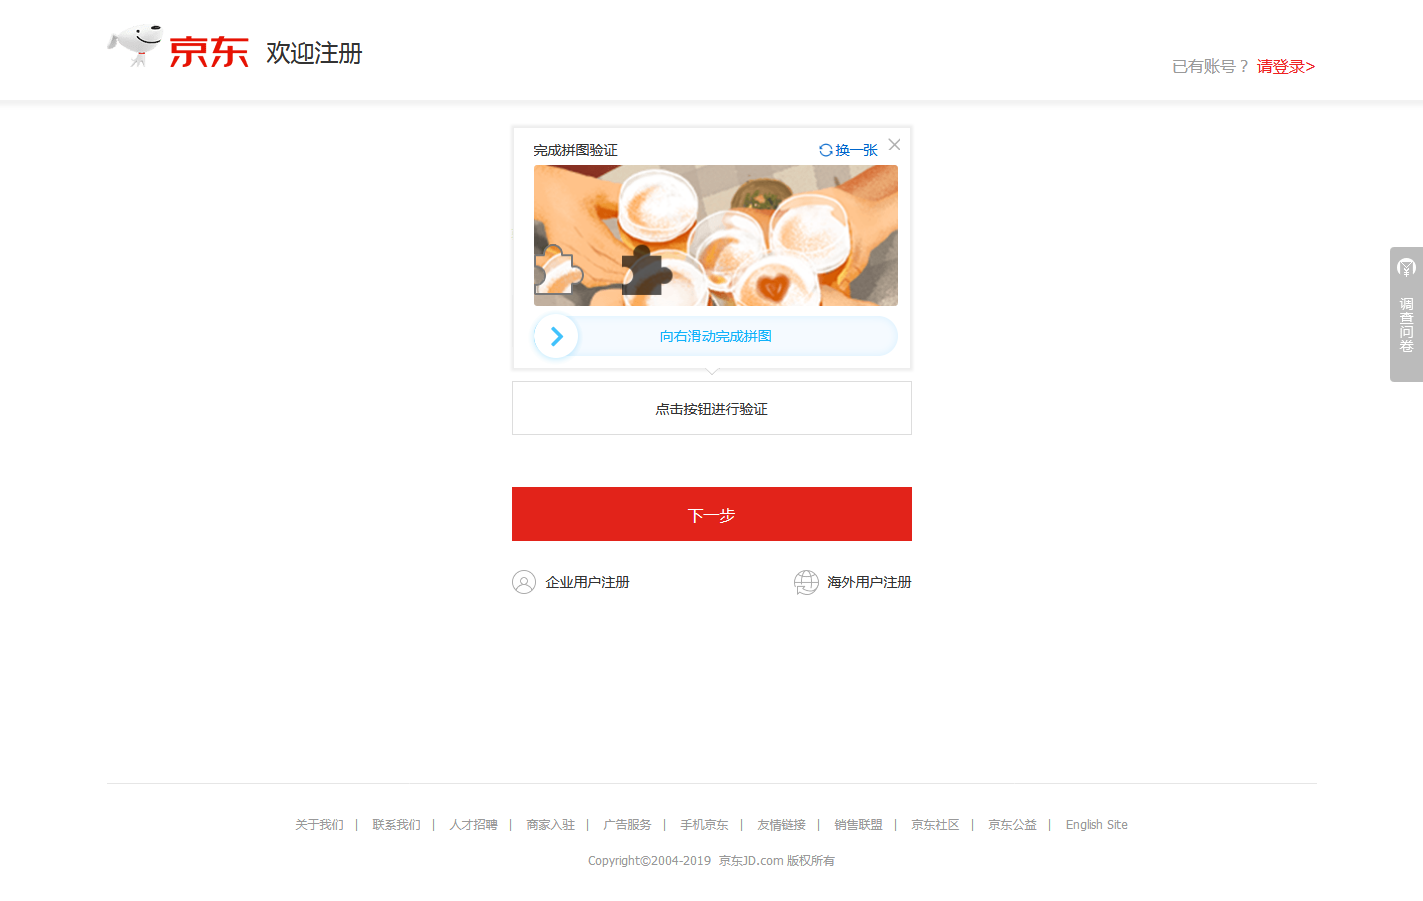 京东 欢迎注册
已有账号？ 请登录>
完成拼图验证 换一张
向右滑动完成拼图
点击按钮进行验证
下一步
企业用户注册 海外用户注册
调查问卷
关于我们 | 联系我们 | 人才招聘 | 商家入驻 | 广告服务 | 手机京东 | 友情链接 | 销售联盟 | 京东社区 | 京东公益 | English Site
Copyright©2004-2019 京东JD.com 版权所有